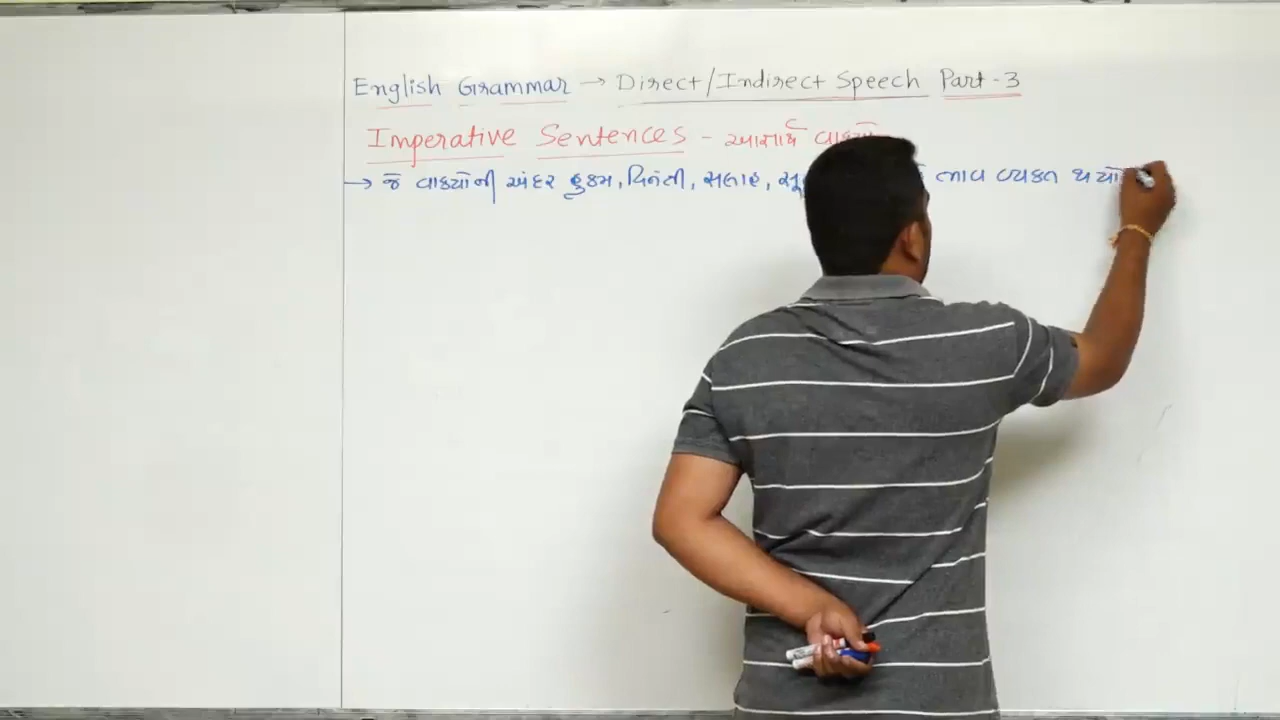 English Grammar → Direct/Indirect Speech Part-3
Imperative Sentences - આજ્ઞાર્થ
→ જે વાક્યોની અંદર હુકમ, વિનંતી, સલાહ, ભાવ વ્યક્ત થયો